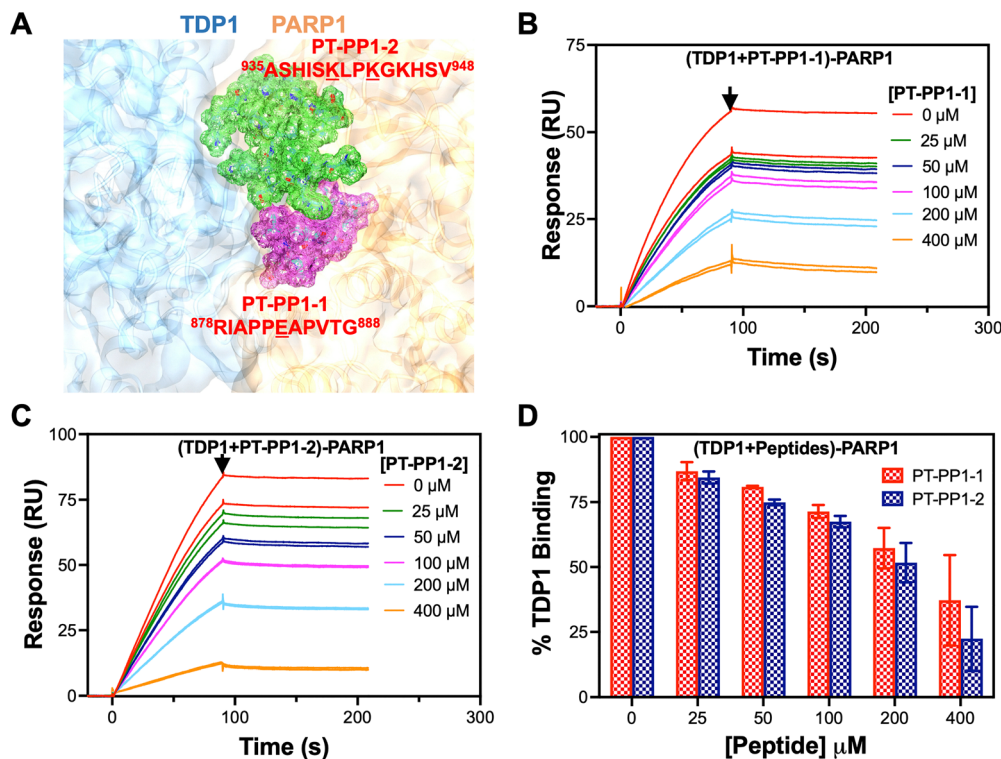 A
TDP1 PARP1
PT-PP1-2
⁹³⁵ASHISKLPKGKHSV⁹⁴⁸
PT-PP1-1
⁸⁷⁸RIAPPEAPVTG⁸⁸⁸
B
(TDP1+PT-PP1-1)-PARP1
[PT-PP1-1]
0 µM
25 µM
50 µM
100 µM
200 µM
400 µM
Response (RU)
75
50
25
0
0 100 200 300
Time (s)
C
(TDP1+PT-PP1-2)-PARP1
[PT-PP1-2]
0 µM
25 µM
50 µM
100 µM
200 µM
400 µM
Response (RU)
100
75
50
25
0
0 100 200 300
Time (s)
D
(TDP1+Peptides)-PARP1
PT-PP1-1
PT-PP1-2
% TDP1 Binding
100
75
50
25
0
0 25 50 100 200 400
[Peptide] µM